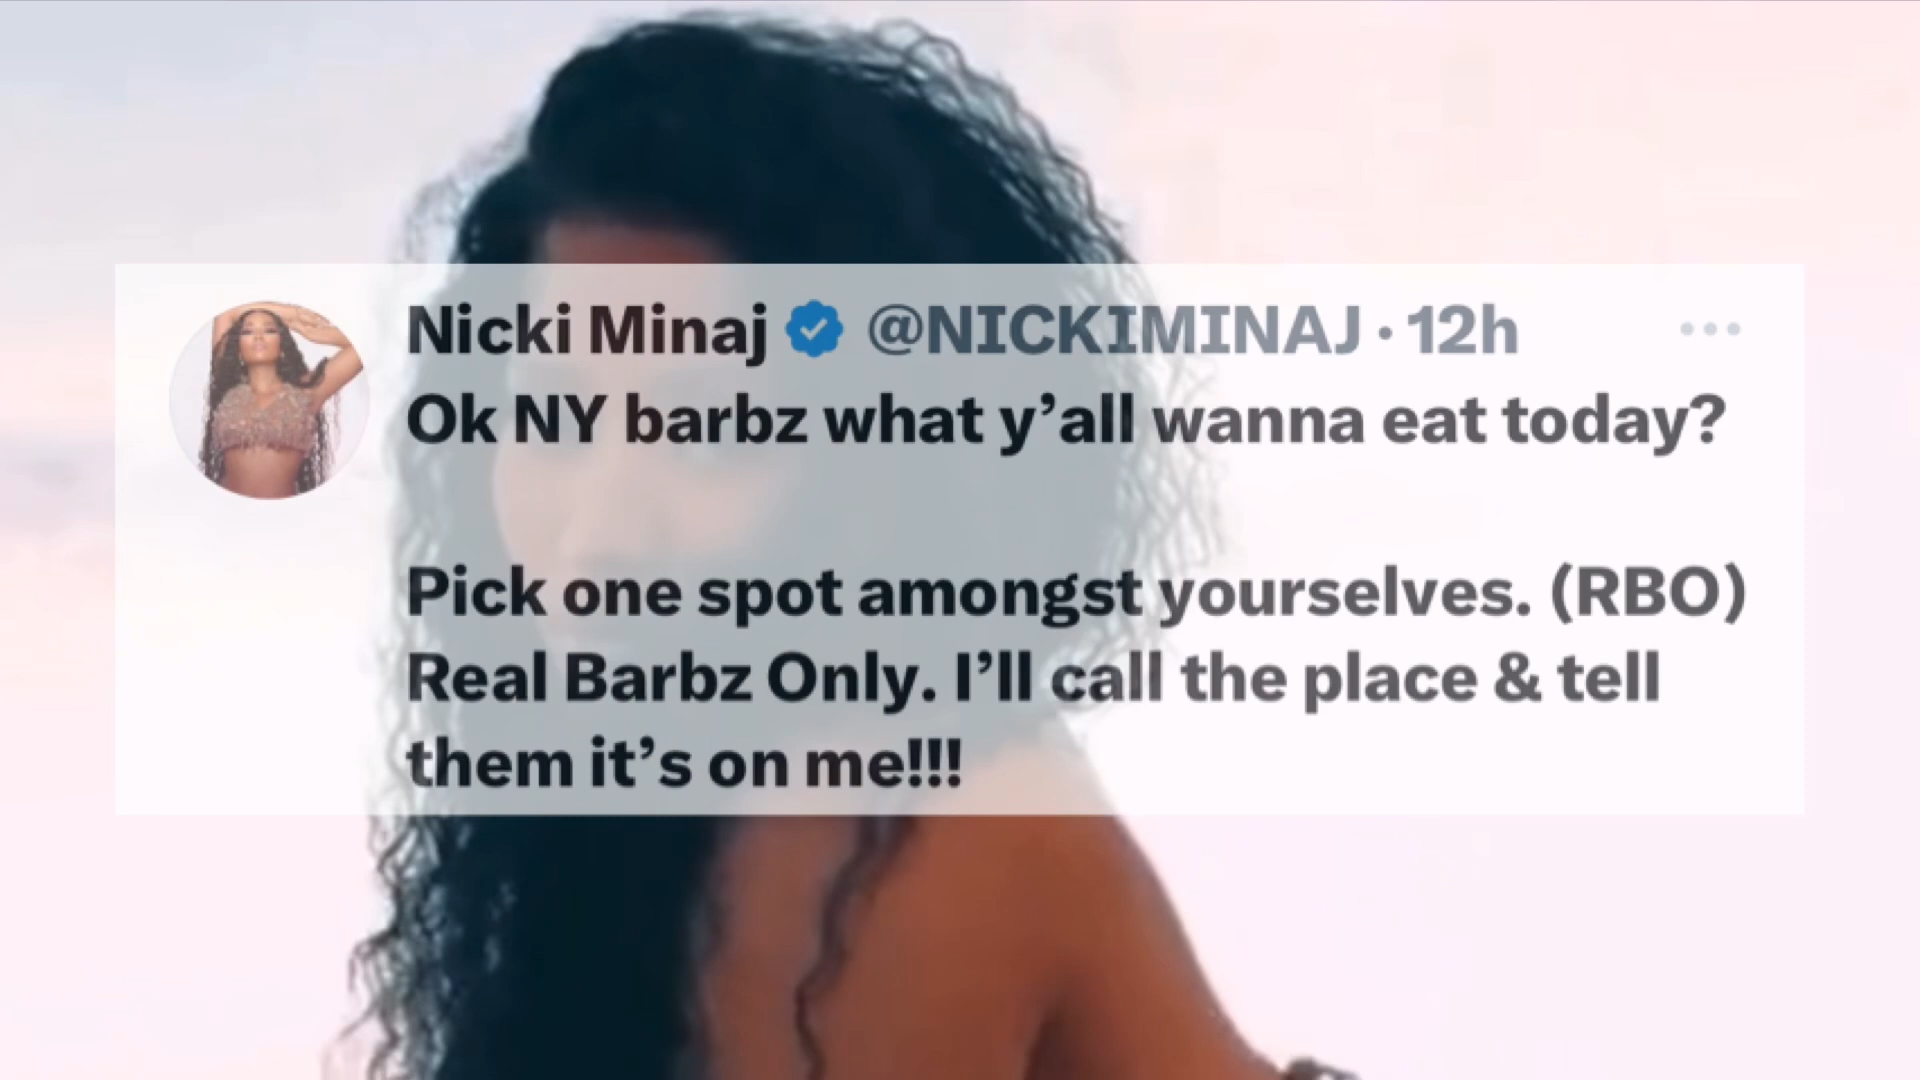 Nicki Minaj @NICKIMINAJ · 12h
Ok NY barbz what y’all wanna eat today?
Pick one spot amongst yourselves. (RBO)
Real Barbz Only. I’ll call the place & tell
them it’s on me!!!